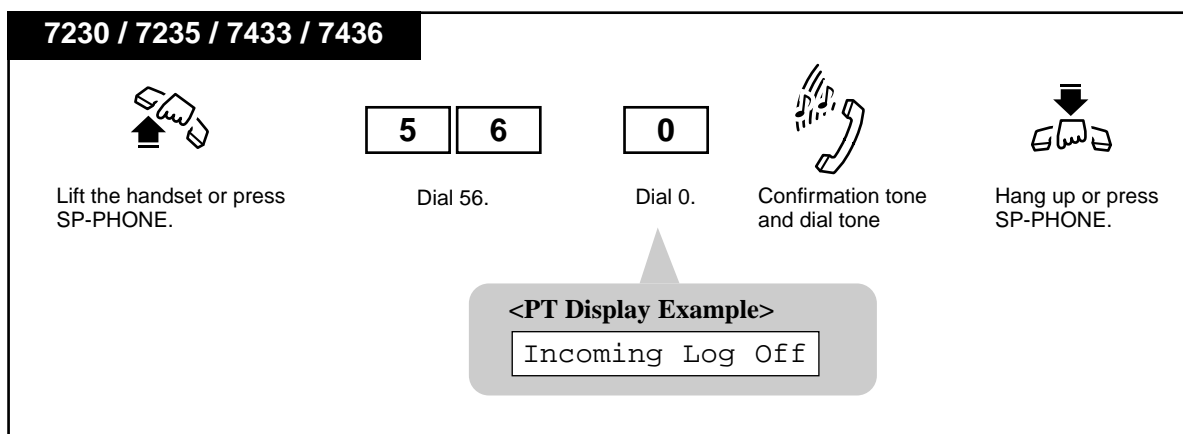 7230 / 7235 / 7433 / 7436
5 6 0
Lift the handset or press
SP-PHONE.
Dial 56.
Dial 0.
Confirmation tone
and dial tone
Hang up or press
SP-PHONE.
<PT Display Example>
Incoming Log Off